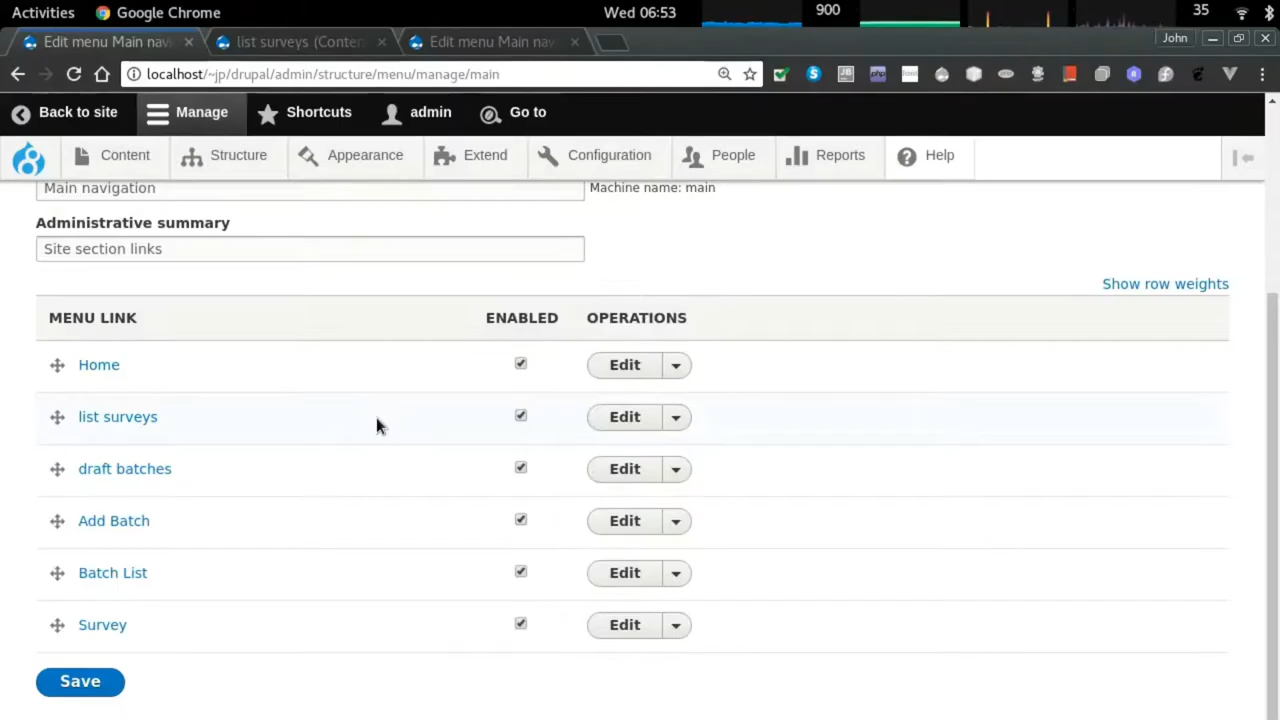 Activities Google Chrome Wed 06:53 900 35
Edit menu Main nav list surveys (Conten Edit menu Main nav John
localhost/~jp/drupal/admin/structure/menu/manage/main
Back to site Manage Shortcuts admin Go to
Content Structure Appearance Extend Configuration People Reports Help
Main navigation Machine name: main
Administrative summary
Site section links
Show row weights
MENU LINK ENABLED OPERATIONS
Home Edit
list surveys Edit
draft batches Edit
Add Batch Edit
Batch List Edit
Survey Edit
Save